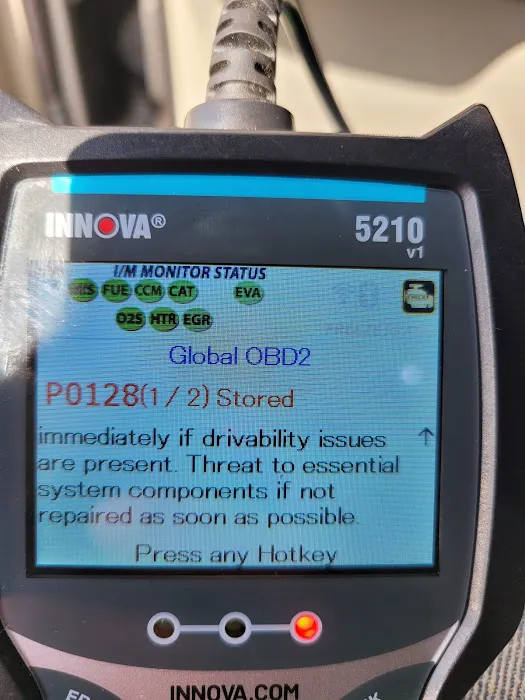 INNOVA®
5210
v1
I/M MONITOR STATUS
MIS FUE CCM CAT EVA
O2S HTR EGR
Global OBD2
P0128(1 / 2) Stored
immediately if drivability issues
are present. Threat to essential
system components if not
repaired as soon as possible.
Press any Hotkey
INNOVA.COM